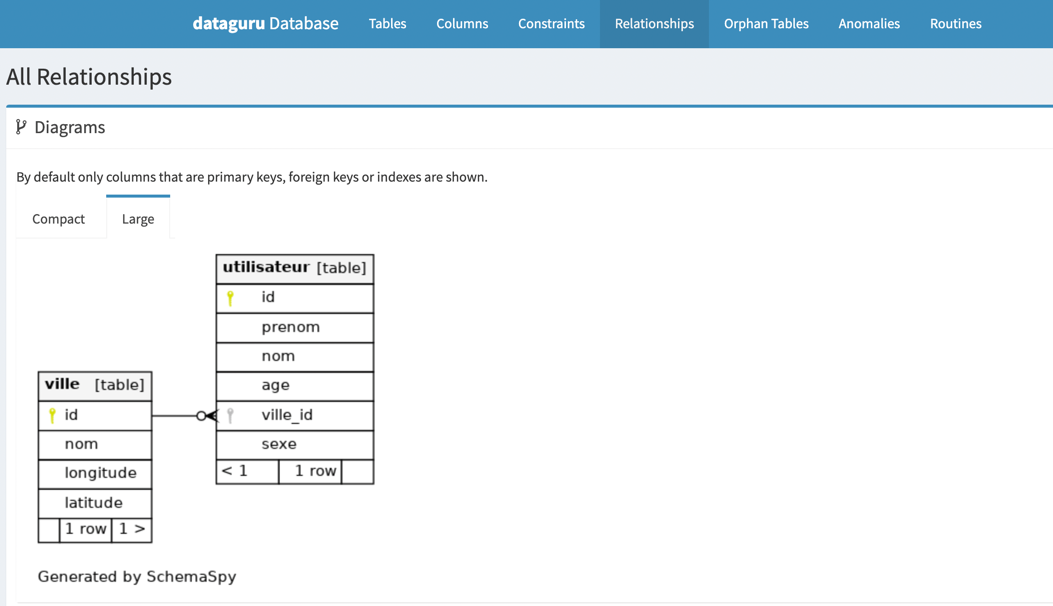 dataguru Database Tables Columns Constraints Relationships Orphan Tables Anomalies Routines
All Relationships
Diagrams
By default only columns that are primary keys, foreign keys or indexes are shown.
Compact Large
utilisateur [table]
id
prenom
nom
age
ville_id
sexe
< 1 1 row
ville [table]
id
nom
longitude
latitude
1 row 1 >
Generated by SchemaSpy